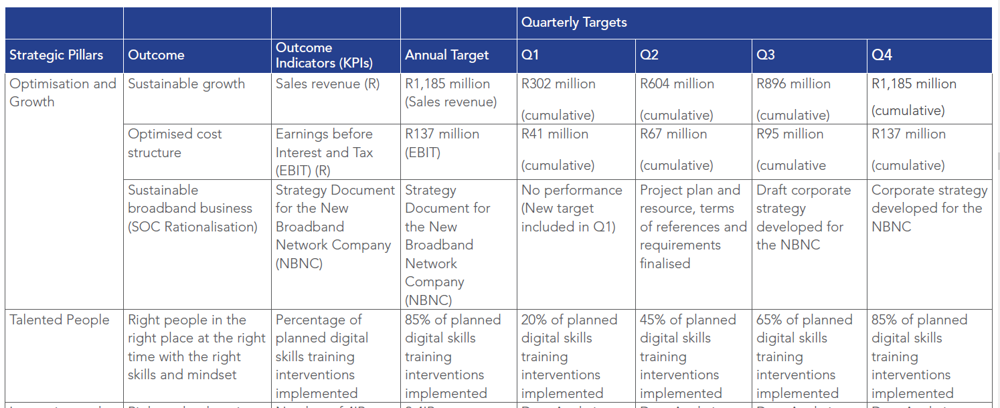 Quarterly Targets
Strategic Pillars
Outcome
Outcome
Indicators (KPIs)
Annual Target
Q1
Q2
Q3
Q4
Optimisation and
Growth
Sustainable growth
Sales revenue (R)
R1,185 million
(Sales revenue)
R302 million
(cumulative)
R604 million
(cumulative)
R896 million
(cumulative)
R1,185 million
(cumulative)
Optimised cost
structure
Earnings before
Interest and Tax
(EBIT) (R)
R137 million
(EBIT)
R41 million
(cumulative)
R67 million
(cumulative)
R95 million
(cumulative
R137 million
(cumulative)
Sustainable
broadband business
(SOC Rationalisation)
Strategy Document
for the New
Broadband
Network Company
(NBNC)
Strategy
Document for
the New
Broadband
Network
Company
(NBNC)
No performance
(New target
included in Q1)
Project plan and
resource, terms
of references and
requirements
finalised
Draft corporate
strategy
developed for
the NBNC
Corporate strategy
developed for the
NBNC
Talented People
Right people in the
right place at the right
time with the right
skills and mindset
Percentage of
planned digital
skills training
interventions
implemented
85% of planned
digital skills
training
interventions
implemented
20% of planned
digital skills
training
interventions
implemented
45% of planned
digital skills
training
interventions
implemented
65% of planned
digital skills
training
interventions
implemented
85% of planned
digital skills
training
interventions
implemented